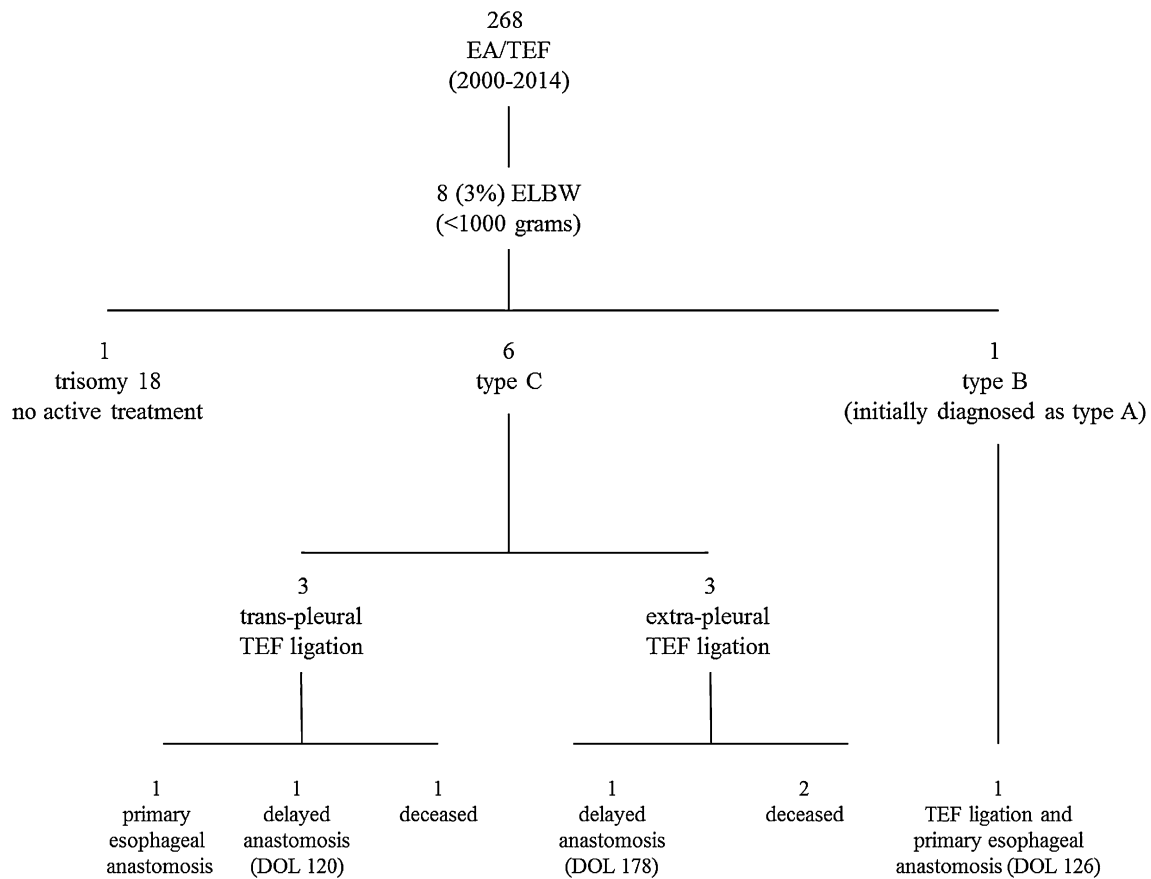 268
EA/TEF
(2000-2014)
8 (3%) ELBW
(<1000 grams)
1
trisomy 18
no active treatment
6
type C
1
type B
(initially diagnosed as type A)
3
trans-pleural
TEF ligation
3
extra-pleural
TEF ligation
1
primary
esophageal
anastomosis
1
delayed
anastomosis
(DOL 120)
1
deceased
1
delayed
anastomosis
(DOL 178)
2
deceased
1
TEF ligation and
primary esophageal
anastomosis (DOL 126)